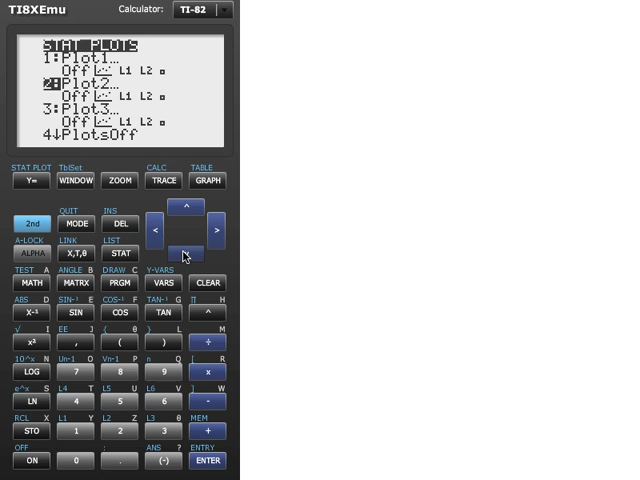 TI8XEmu Calculator: TI-82
STAT PLOTS
1:Plot1…
Off L1 L2
2:Plot2…
Off L1 L2
3:Plot3…
Off L1 L2
4↓PlotsOff
STAT PLOT TblSet CALC TABLE
Y= WINDOW ZOOM TRACE GRAPH
^
QUIT INS
2nd MODE DEL < >
A-LOCK LINK LIST
ALPHA X,T,θ STAT
TEST A ANGLE B DRAW C Y-VARS
MATH MATRX PRGM VARS CLEAR
ABS D SIN⁻¹ E COS⁻¹ F TAN⁻¹ G Π H
X⁻¹ SIN COS TAN ^
√ I EE J { θ } L M
x² , ( ) ÷
10^x N Un-1 O Vn-1 P n Q [ R
LOG 7 8 9 x
e^x S L4 T L5 U L6 V ] W
LN 4 5 6 -
RCL X L1 Y L2 Z L3 θ MEM
STO 1 2 3 +
OFF : ANS ? ENTRY
ON 0 . (-) ENTER